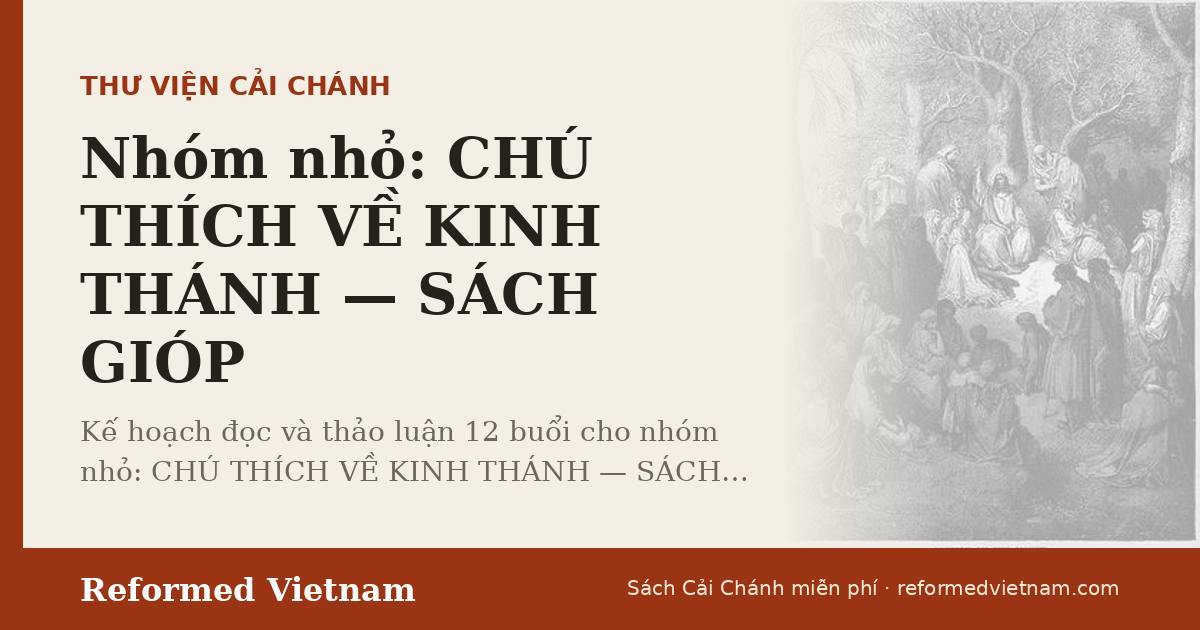 THƯ VIỆN CẢI CHÁNH
Nhóm nhỏ: CHÚ
THÍCH VỀ KINH
THÁNH — SÁCH
GIÓP
Kế hoạch đọc và thảo luận 12 buổi cho nhóm
nhỏ: CHÚ THÍCH VỀ KINH THÁNH — SÁCH...
Reformed Vietnam
Sách Cải Chánh miễn phí · reformedvietnam.com